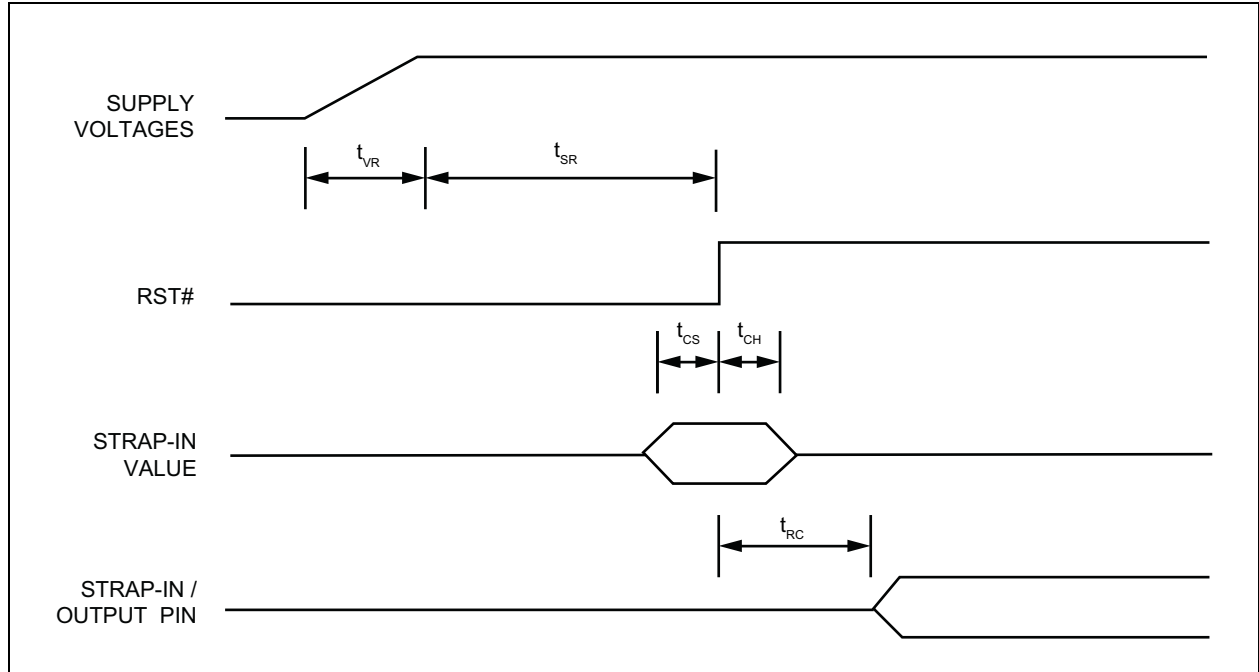 SUPPLY
VOLTAGES
tVR
tSR
RST#
tCS
tCH
STRAP-IN
VALUE
tRC
STRAP-IN /
OUTPUT PIN